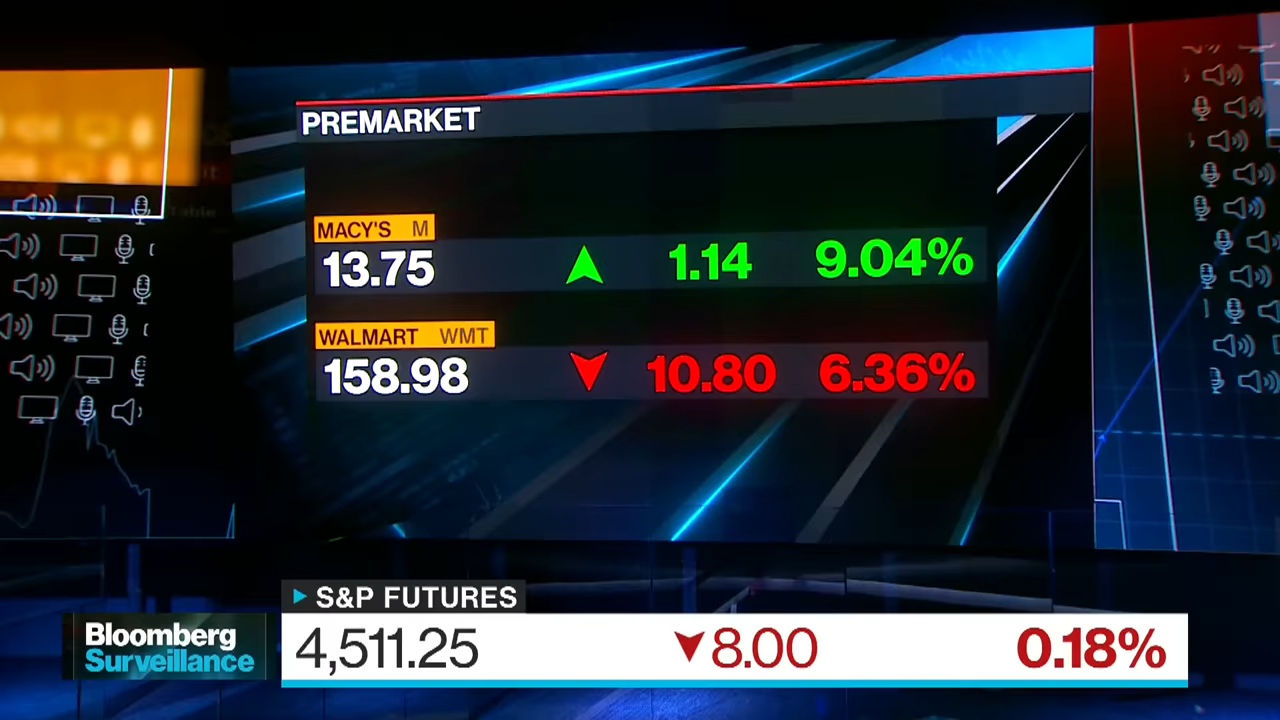 PREMARKET
MACY'S M
13.75 ▲ 1.14 9.04%
WALMART WMT
158.98 ▼ 10.80 6.36%
S&P FUTURES
4,511.25 ▼8.00 0.18%
Bloomberg
Surveillance